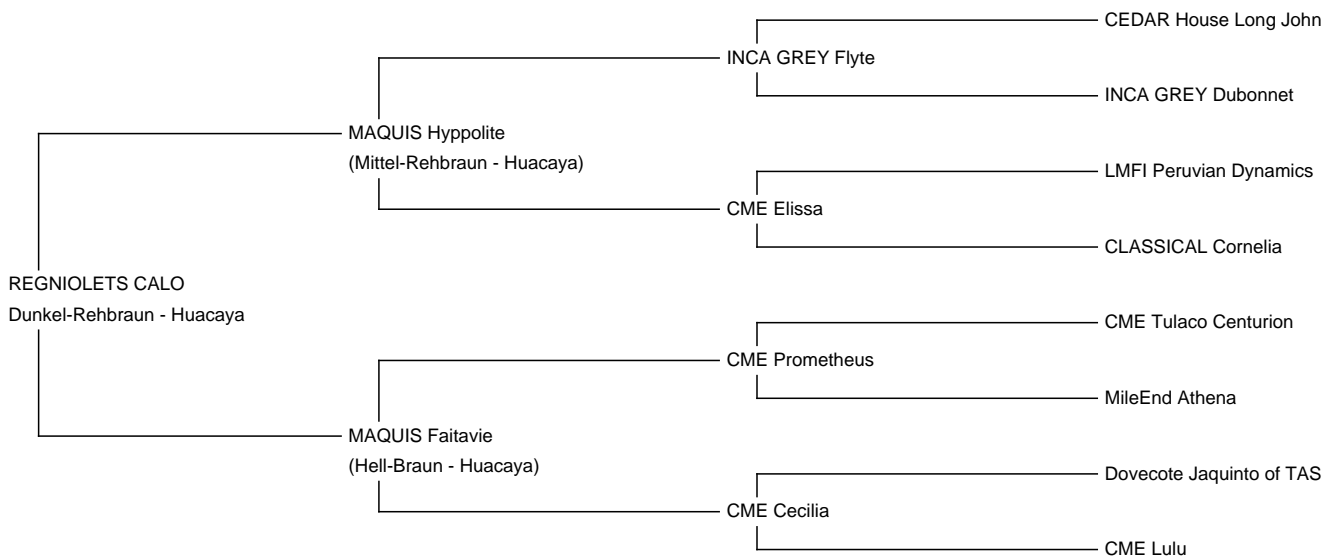 CEDAR House Long John
INCA GREY Flyte
INCA GREY Dubonnet
MAQUIS Hyppolite
(Mittel-Rehbraun - Huacaya)
LMFI Peruvian Dynamics
CME Elissa
CLASSICAL Cornelia
REGNIOLETS CALO
Dunkel-Rehbraun - Huacaya
CME Tulaco Centurion
CME Prometheus
MileEnd Athena
MAQUIS Faitavie
(Hell-Braun - Huacaya)
Dovecote Jaquinto of TAS
CME Cecilia
CME Lulu